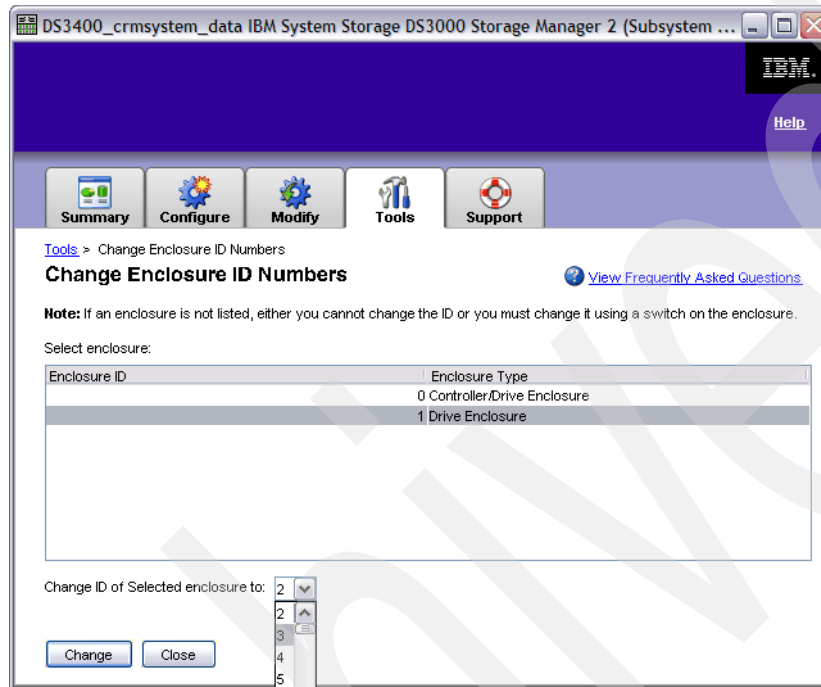 DS3400_crmsystem_data IBM System Storage DS3000 Storage Manager 2 (Subsystem ...
IBM.
Help
Summary
Configure
Modify
Tools
Support
Tools > Change Enclosure ID Numbers
Change Enclosure ID Numbers
View Frequently Asked Questions
Note: If an enclosure is not listed, either you cannot change the ID or you must change it using a switch on the enclosure.
Select enclosure:
Enclosure ID Enclosure Type
0 Controller/Drive Enclosure
1 Drive Enclosure
Change ID of Selected enclosure to: 2
2
3
4
5
Change
Close